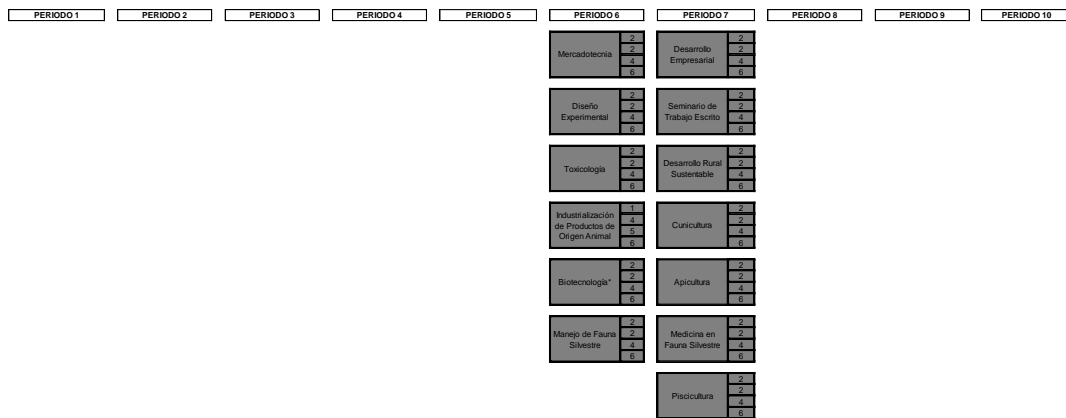 PERIODO 1 PERIODO 2 PERIODO 3 PERIODO 4 PERIODO 5 PERIODO 6 PERIODO 7 PERIODO 8 PERIODO 9 PERIODO 10
Mercadotecnia
2
2
4
6
Desarrollo
Empresarial
2
2
4
6
Diseño
Experimental
2
2
4
6
Seminario de
Trabajo Escrito
2
2
4
6
Toxicología
2
2
4
6
Desarrollo Rural
Sustentable
2
2
4
6
Industrialización
de Productos de
Origen Animal
1
4
5
6
Cunicultura
2
2
4
6
Biotecnología*
2
2
4
6
Apicultura
2
2
4
6
Manejo de Fauna
Silvestre
2
2
4
6
Medicina en
Fauna Silvestre
2
2
4
6
Piscicultura
2
2
4
6